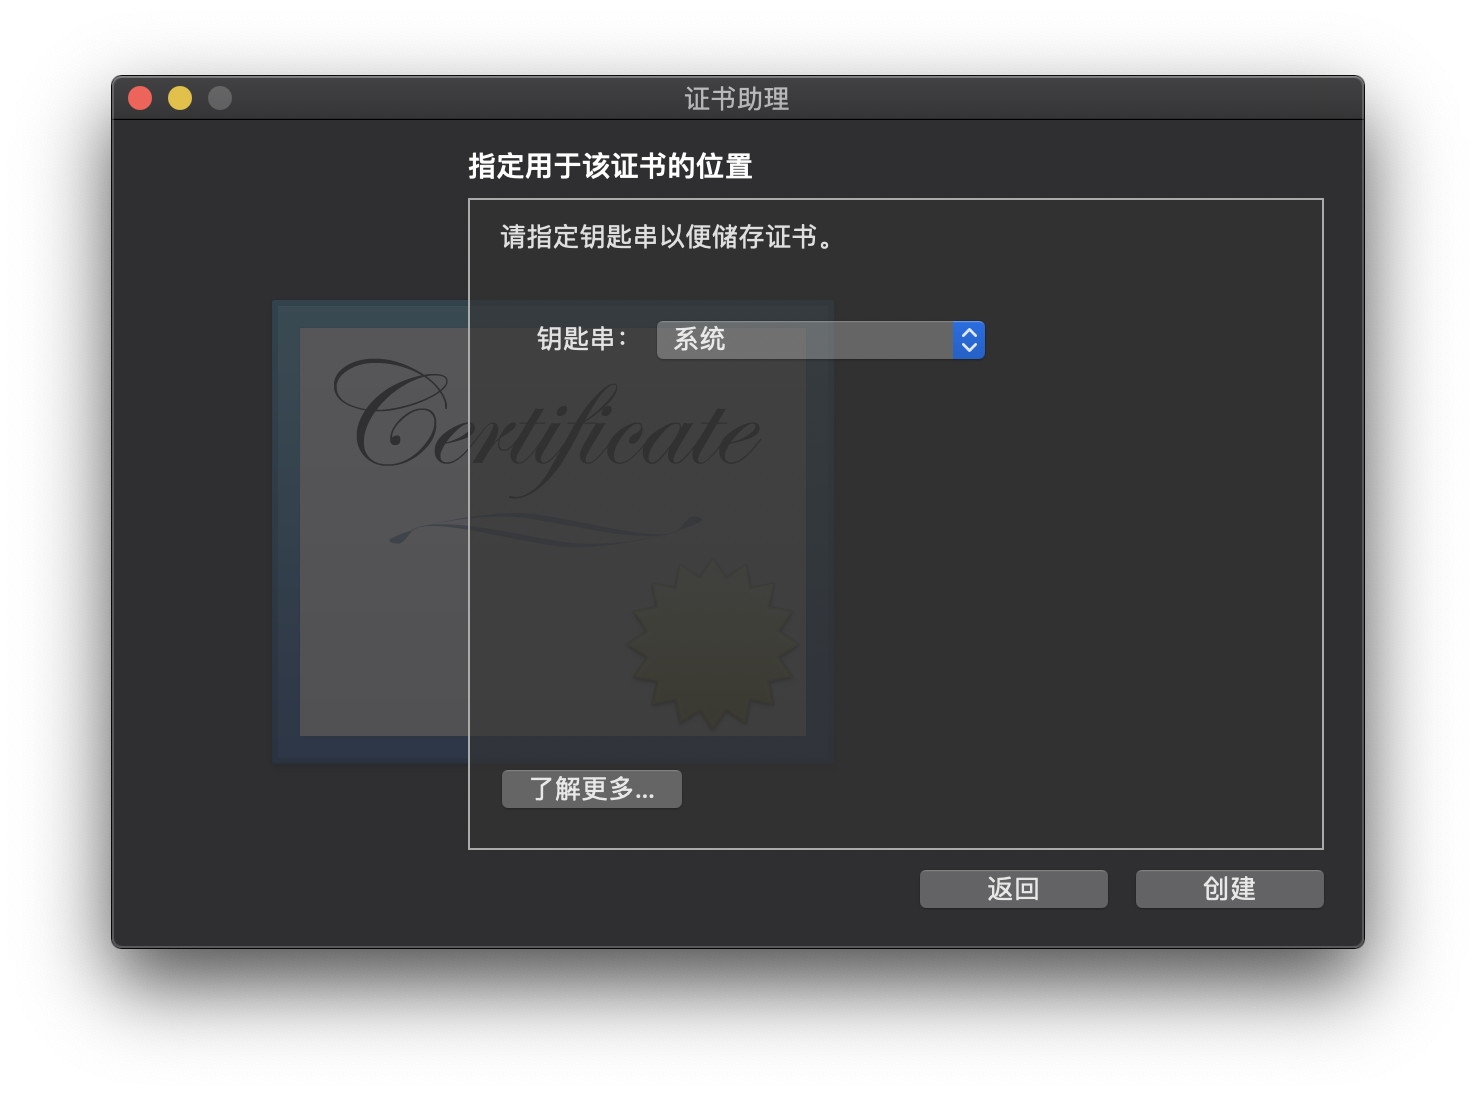 证书助理
指定用于该证书的位置
请指定钥匙串以便储存证书。
钥匙串：
系统
Certificate
了解更多...
返回
创建